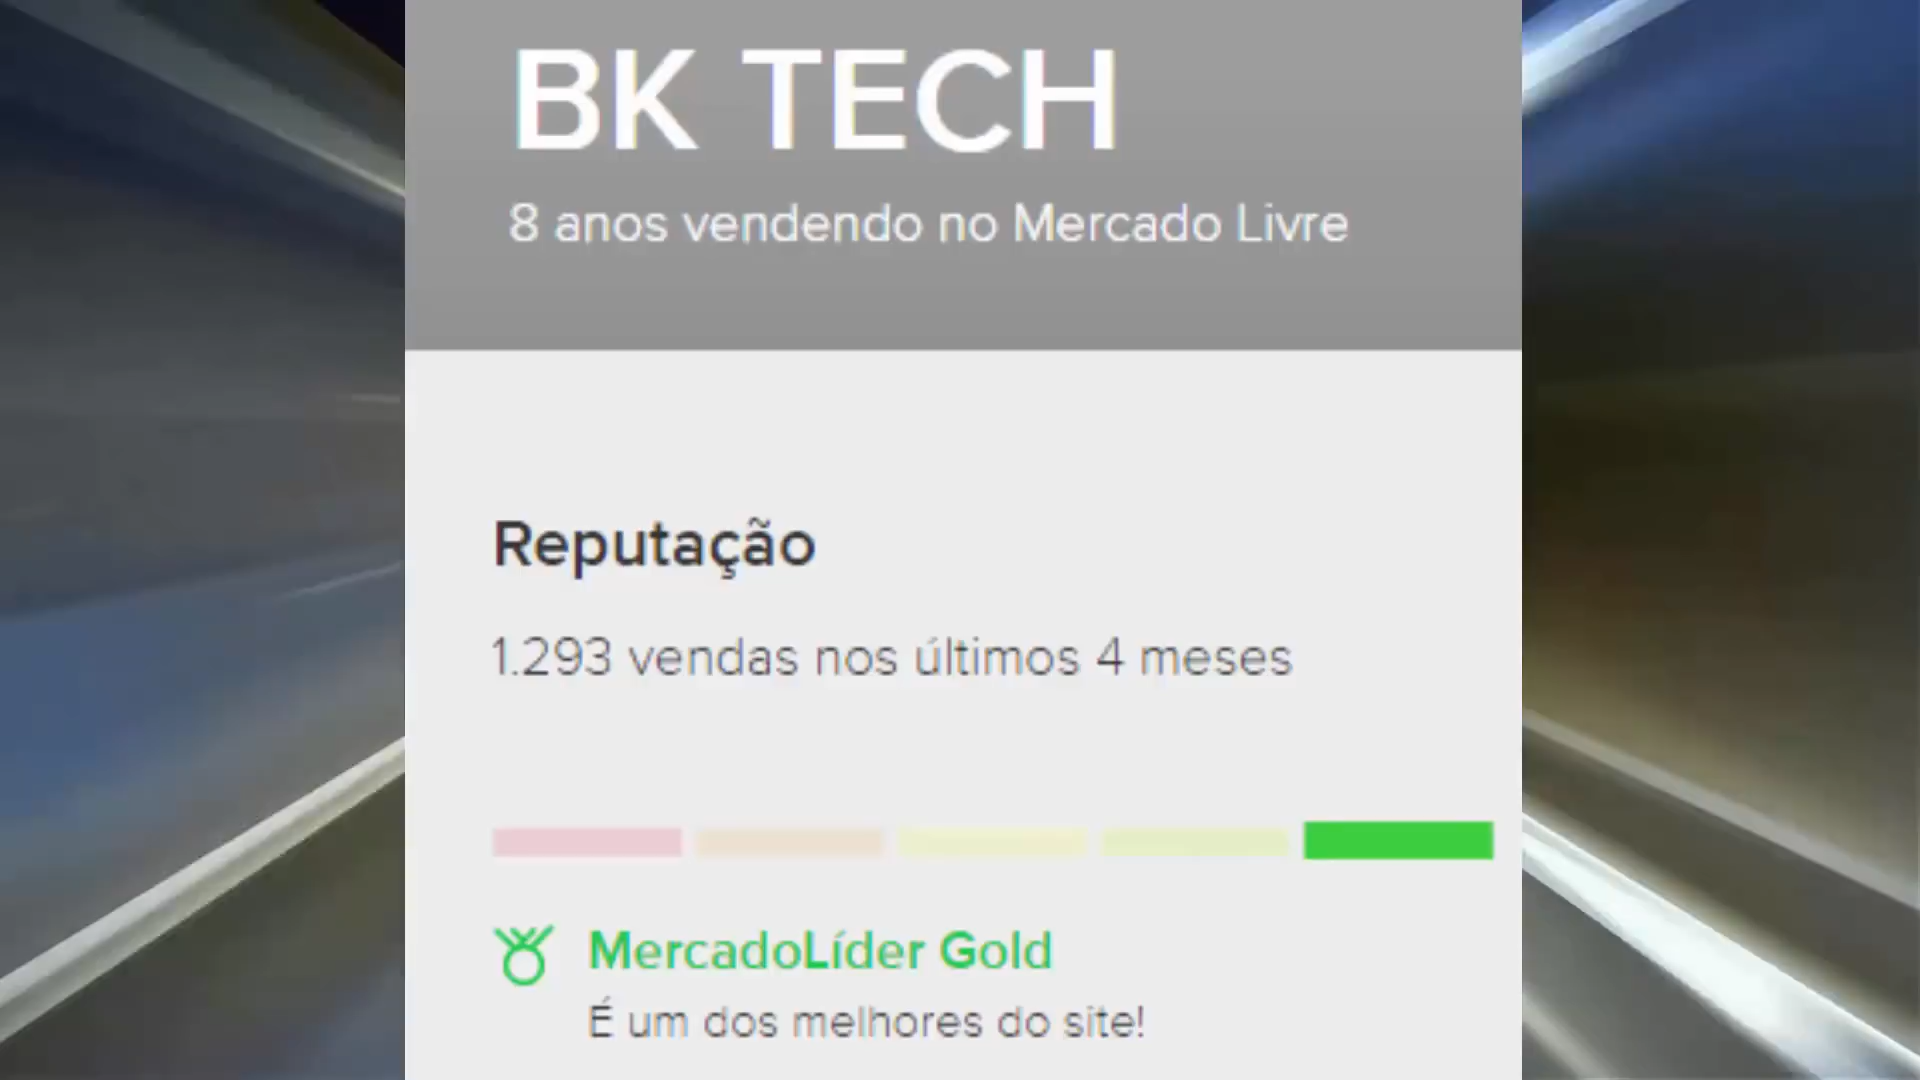 BK TECH
8 anos vendendo no Mercado Livre
Reputação
1.293 vendas nos últimos 4 meses
MercadoLíder Gold
É um dos melhores do site!